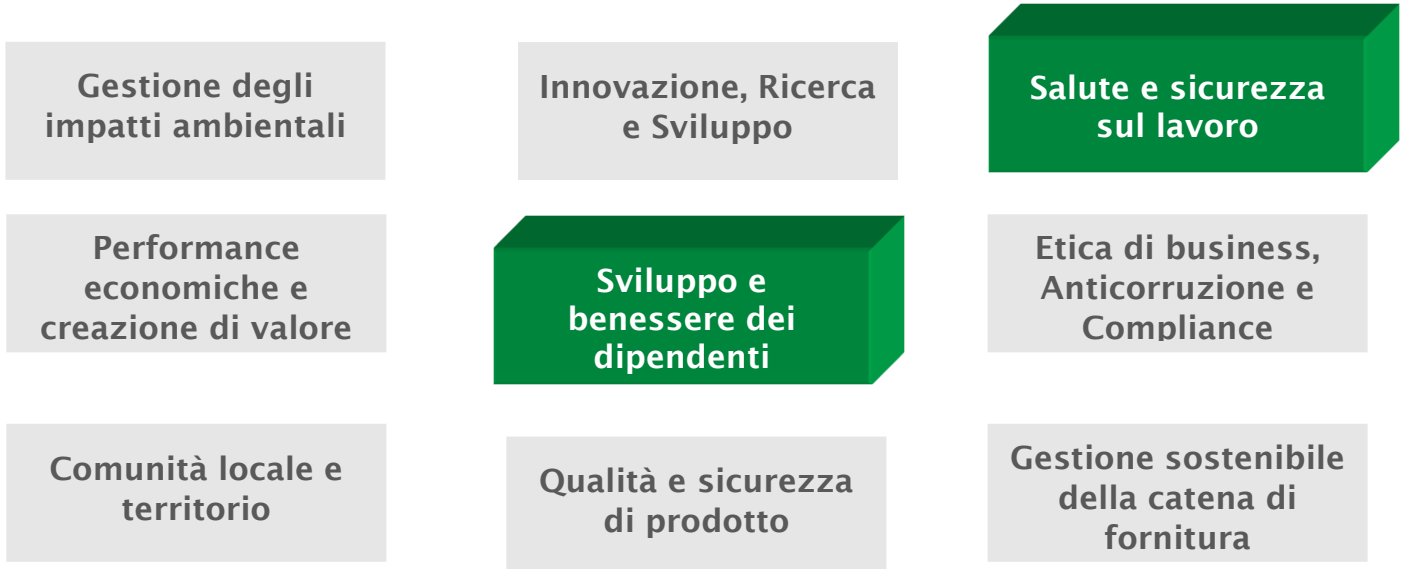 Gestione degli
impatti ambientali
Innovazione, Ricerca
e Sviluppo
Salute e sicurezza
sul lavoro
Performance
economiche e
creazione di valore
Sviluppo e
benessere dei
dipendenti
Etica di business,
Anticorruzione e
Compliance
Comunità locale e
territorio
Qualità e sicurezza
di prodotto
Gestione sostenibile
della catena di
fornitura